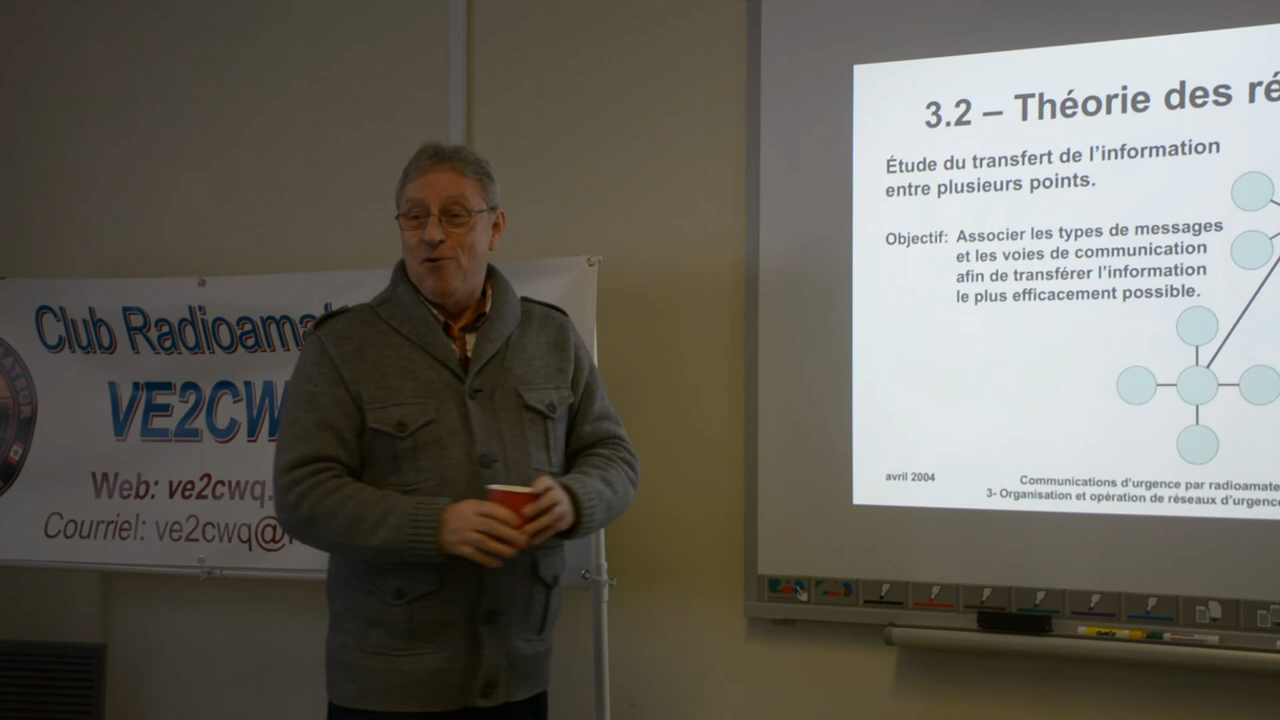 Club Radioama
VE2CW
Web: ve2cwq.
Courriel: ve2cwq@
3.2 – Théorie des ré
Étude du transfert de l'information
entre plusieurs points.
Objectif: Associer les types de messages
et les voies de communication
afin de transférer l'information
le plus efficacement possible.
avril 2004
Communications d'urgence par radioamate
3- Organisation et opération de réseaux d'urgence